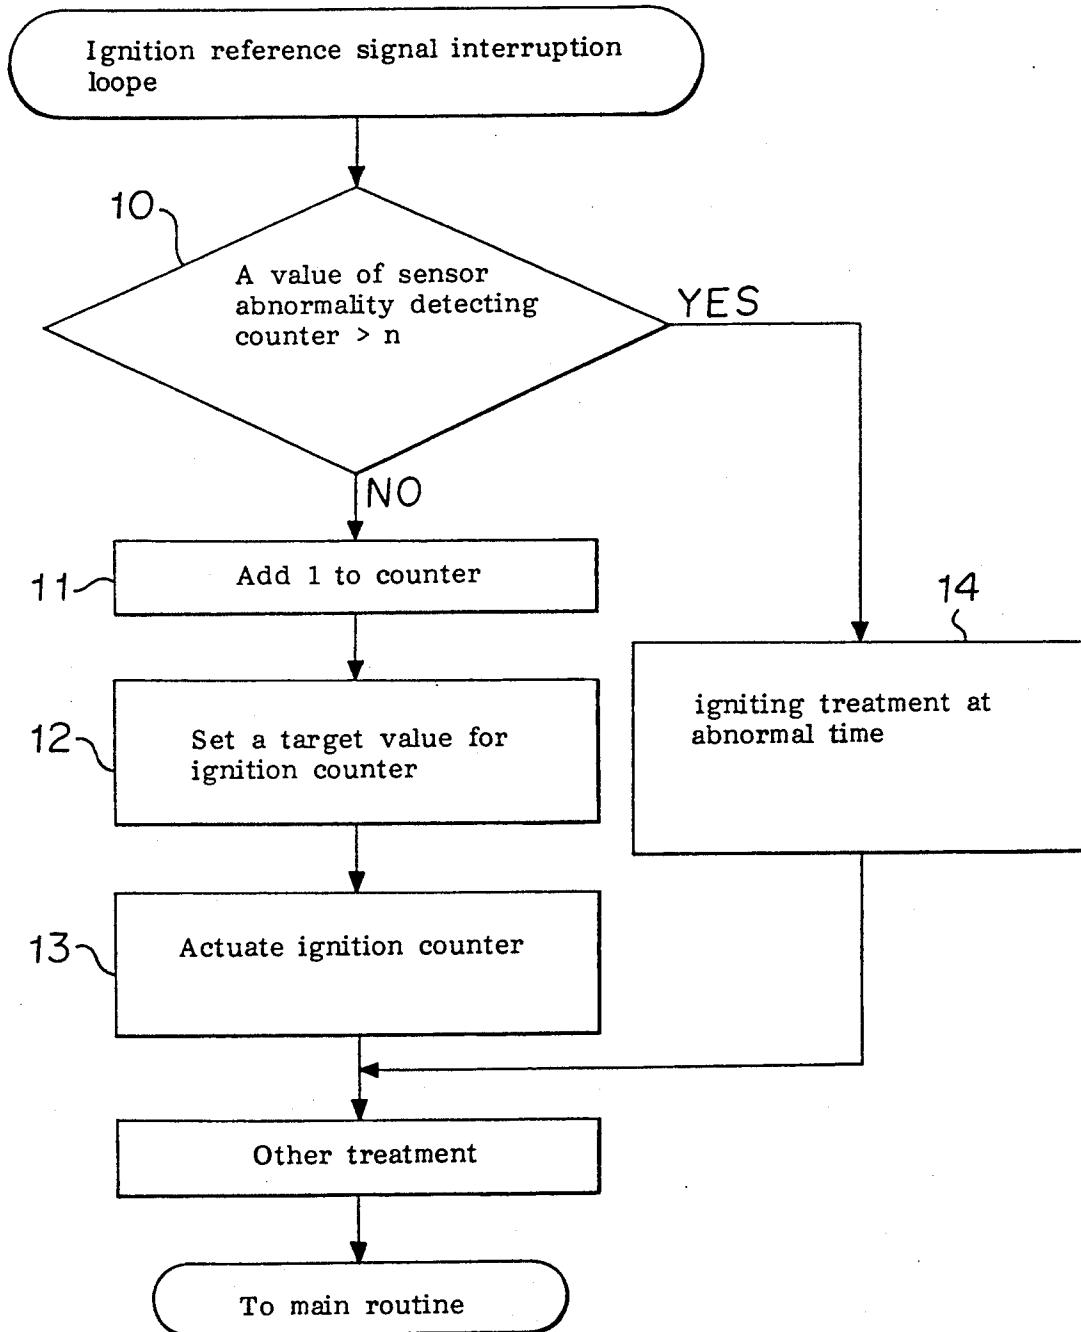 Ignition reference signal interruption
loope
10
A value of sensor
abnormality detecting
counter > n
YES
NO
11
Add 1 to counter
14
12
Set a target value for
ignition counter
igniting treatment at
abnormal time
13
Actuate ignition counter
Other treatment
To main routine